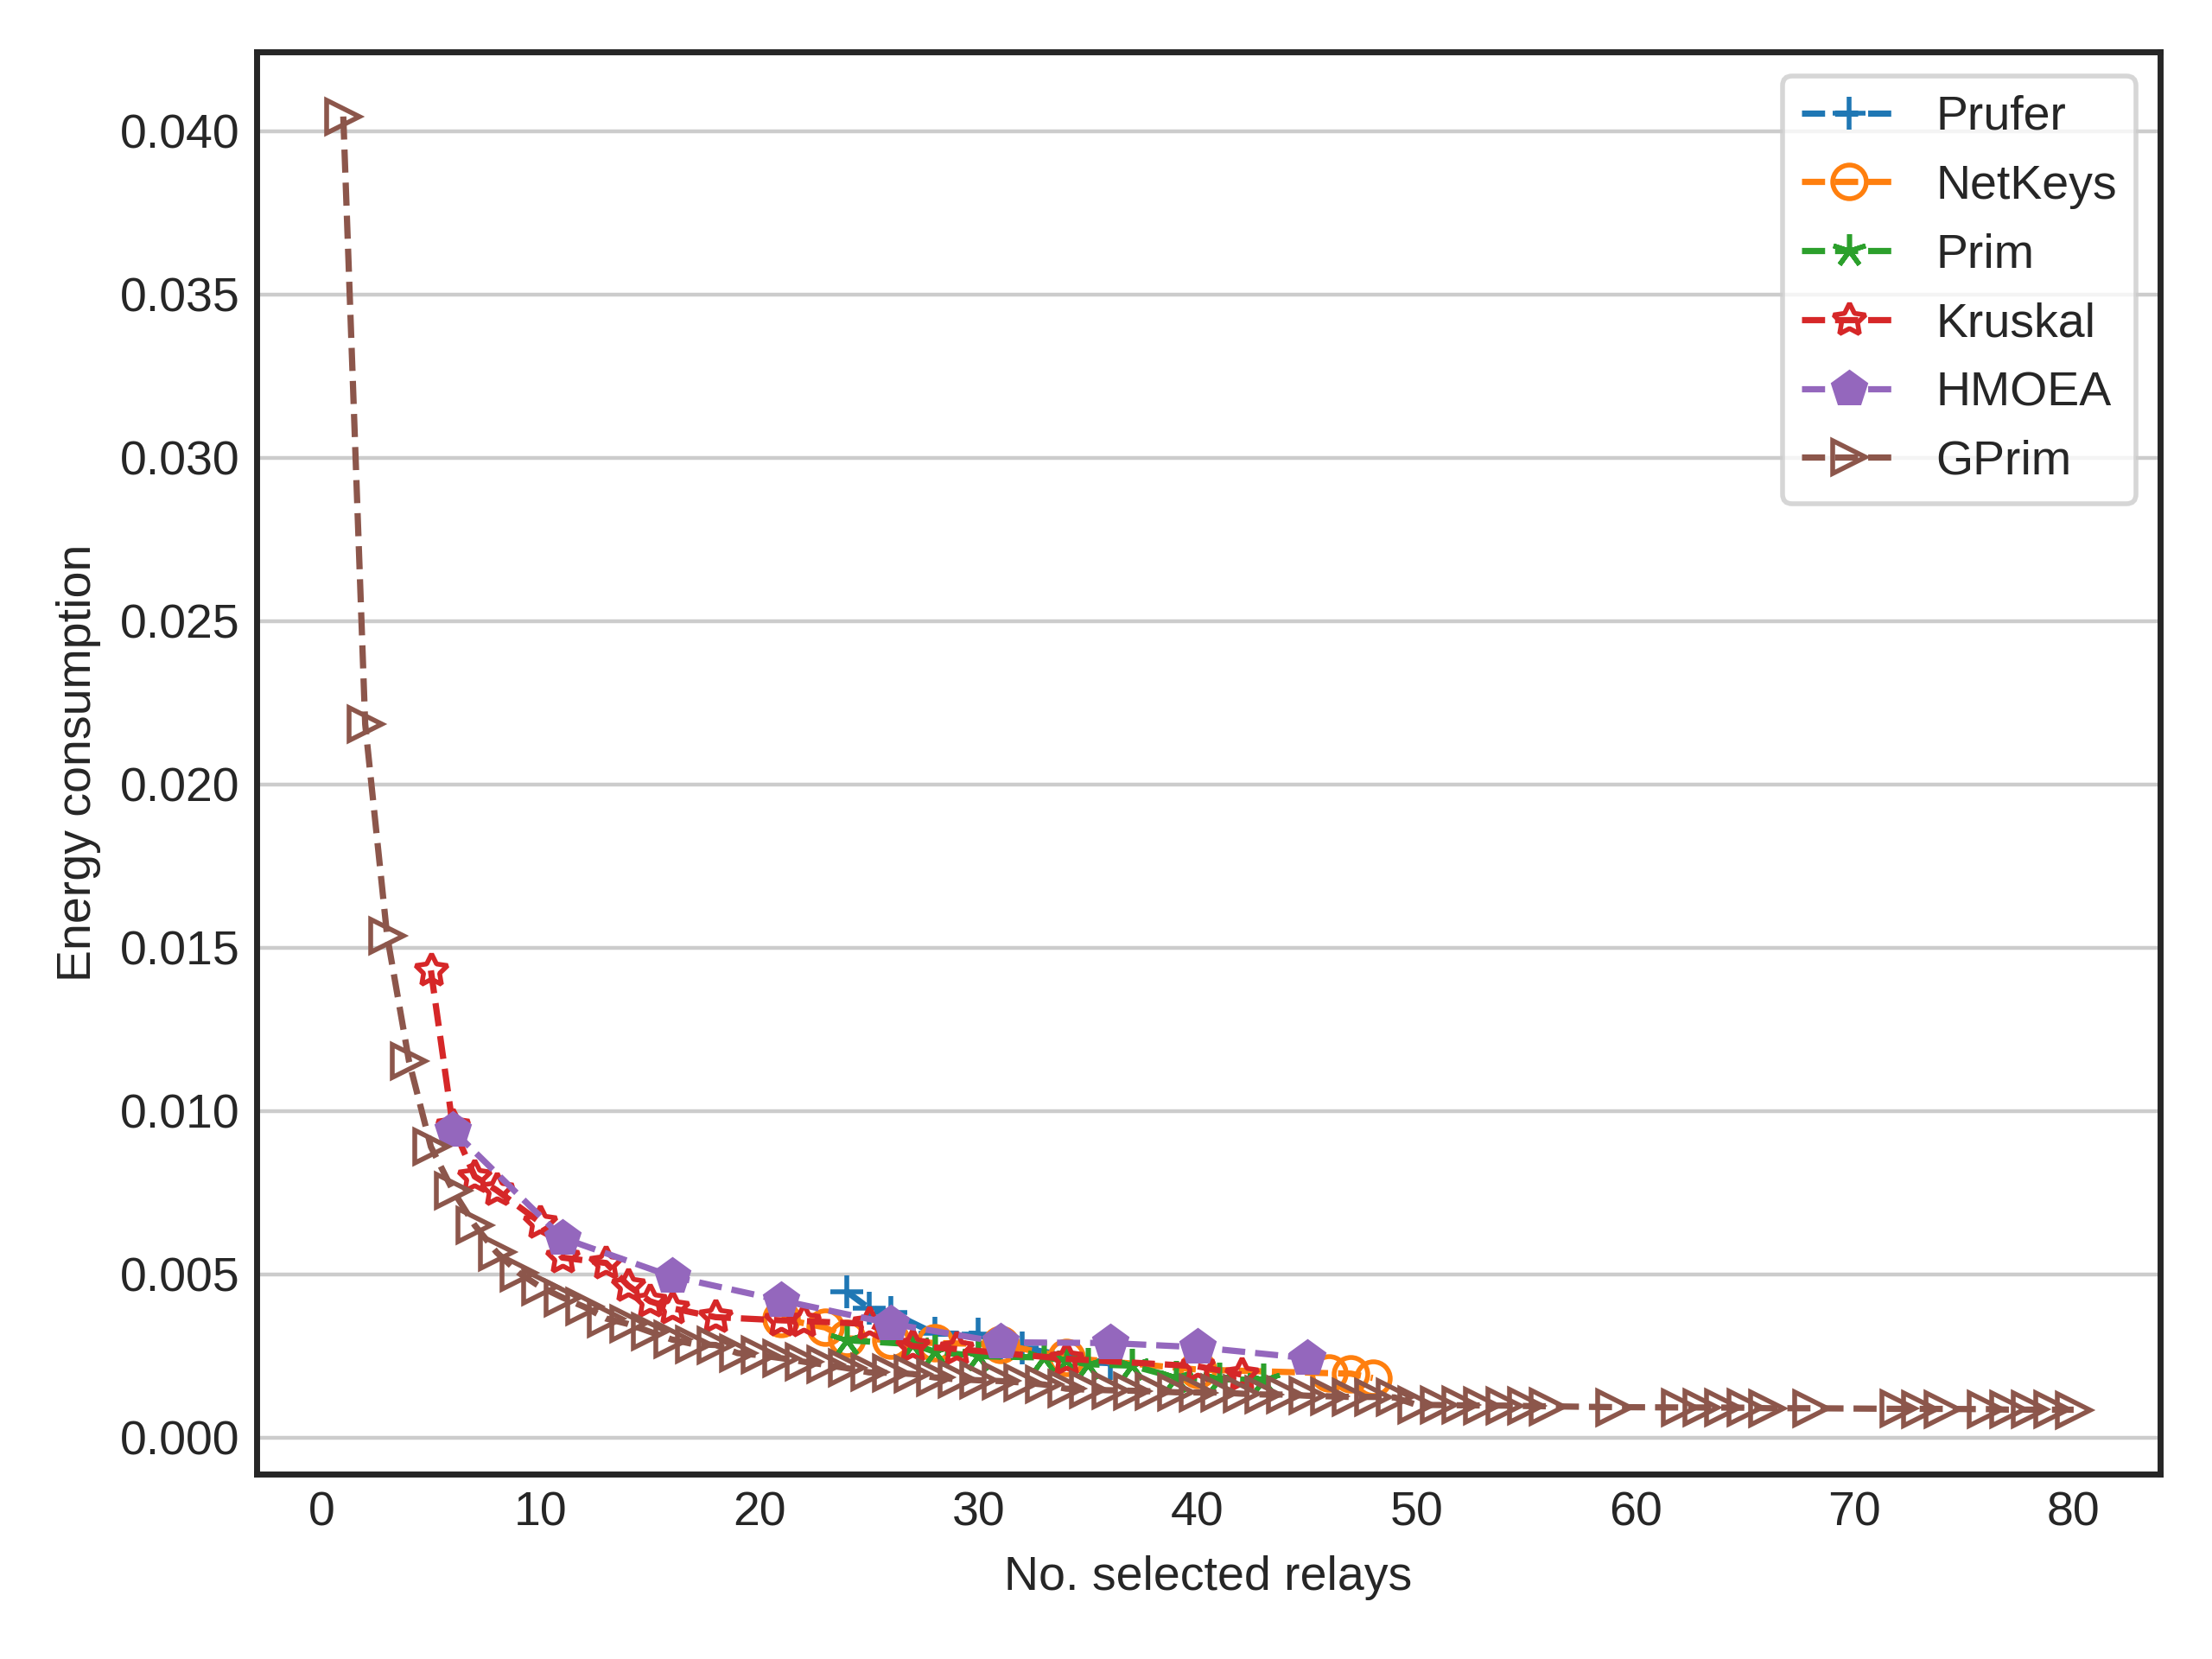 Prufer
NetKeys
Prim
Kruskal
HMOEA
GPrim
Energy consumption
0.040
0.035
0.030
0.025
0.020
0.015
0.010
0.005
0.000
0 10 20 30 40 50 60 70 80
No. selected relays